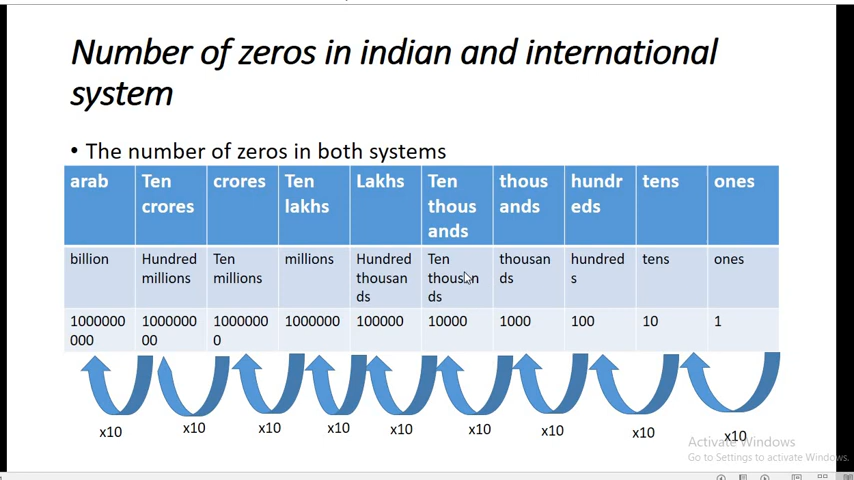 Number of zeros in indian and international
system
• The number of zeros in both systems
arab
Ten
crores
crores
Ten
lakhs
Lakhs
Ten
thous
ands
thous
ands
hundr
eds
tens
ones
billion
Hundred
millions
Ten
millions
millions
Hundred
thousan
ds
Ten
thousan
ds
thousan
ds
hundred
s
tens
ones
1000000
000
1000000
00
1000000
0
1000000
100000
10000
1000
100
10
1
x10
x10
x10
x10
x10
x10
x10
x10
x10
Activate Windows
Go to Settings to activate Windows.